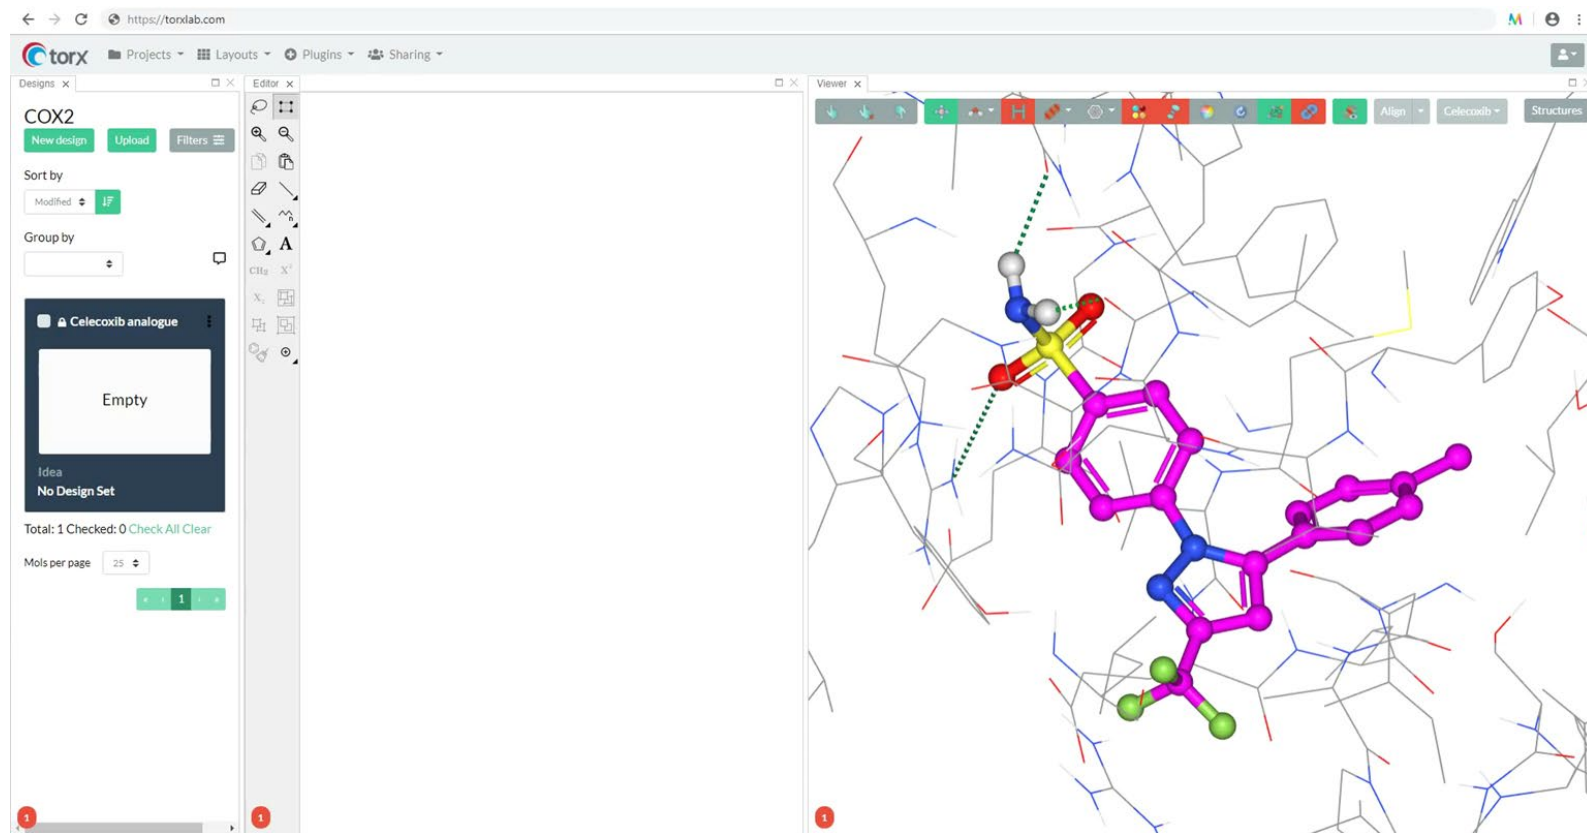 https://torxlab.com
M
torx Projects Layouts Plugins Sharing
Designs x
Editor x
Viewer x
COX2
New design Upload Filters
Sort by
Modified
Group by
Celecoxib analogue
Empty
Idea
No Design Set
Total: 1 Checked: 0 Check All Clear
Mols per page 25
« ‹ 1 › »
A
CH₃ X⁺
X,
n
H
Align Celecoxib Structures
1
1
1